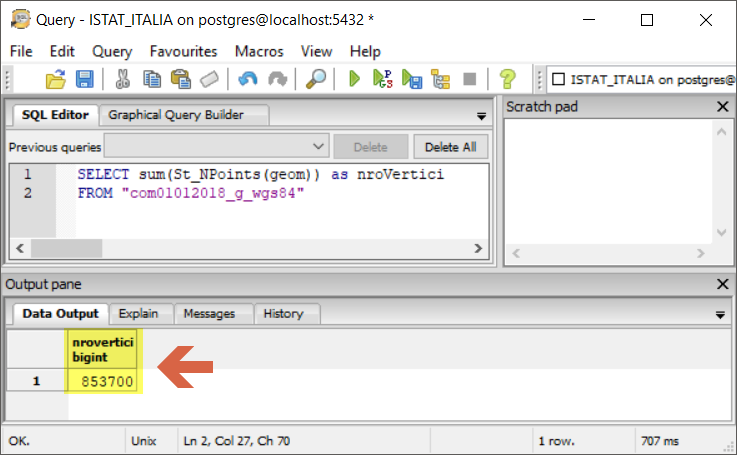 Query - ISTAT_ITALIA on postgres@localhost:5432 *
File Edit Query Favourites Macros View Help
ISTAT_ITALIA on postgres@
SQL Editor Graphical Query Builder
Scratch pad
Previous queries Delete Delete All
1 SELECT sum(St_NPoints(geom)) as nroVertici
2 FROM "com01012018_g_wgs84"
Output pane
Data Output Explain Messages History
nrovertici
bigint
1 853700
OK. Unix Ln 2, Col 27, Ch 70 1 row. 707 ms